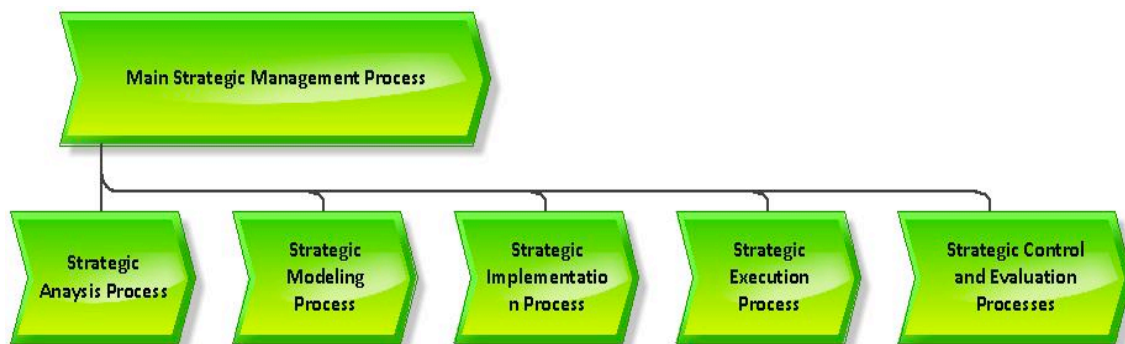 Main Strategic Management Process
Strategic
Anaysis Process
Strategic
Modeling
Process
Strategic
Implementatio
n Process
Strategic
Execution
Process
Strategic Control
and Evaluation
Processes